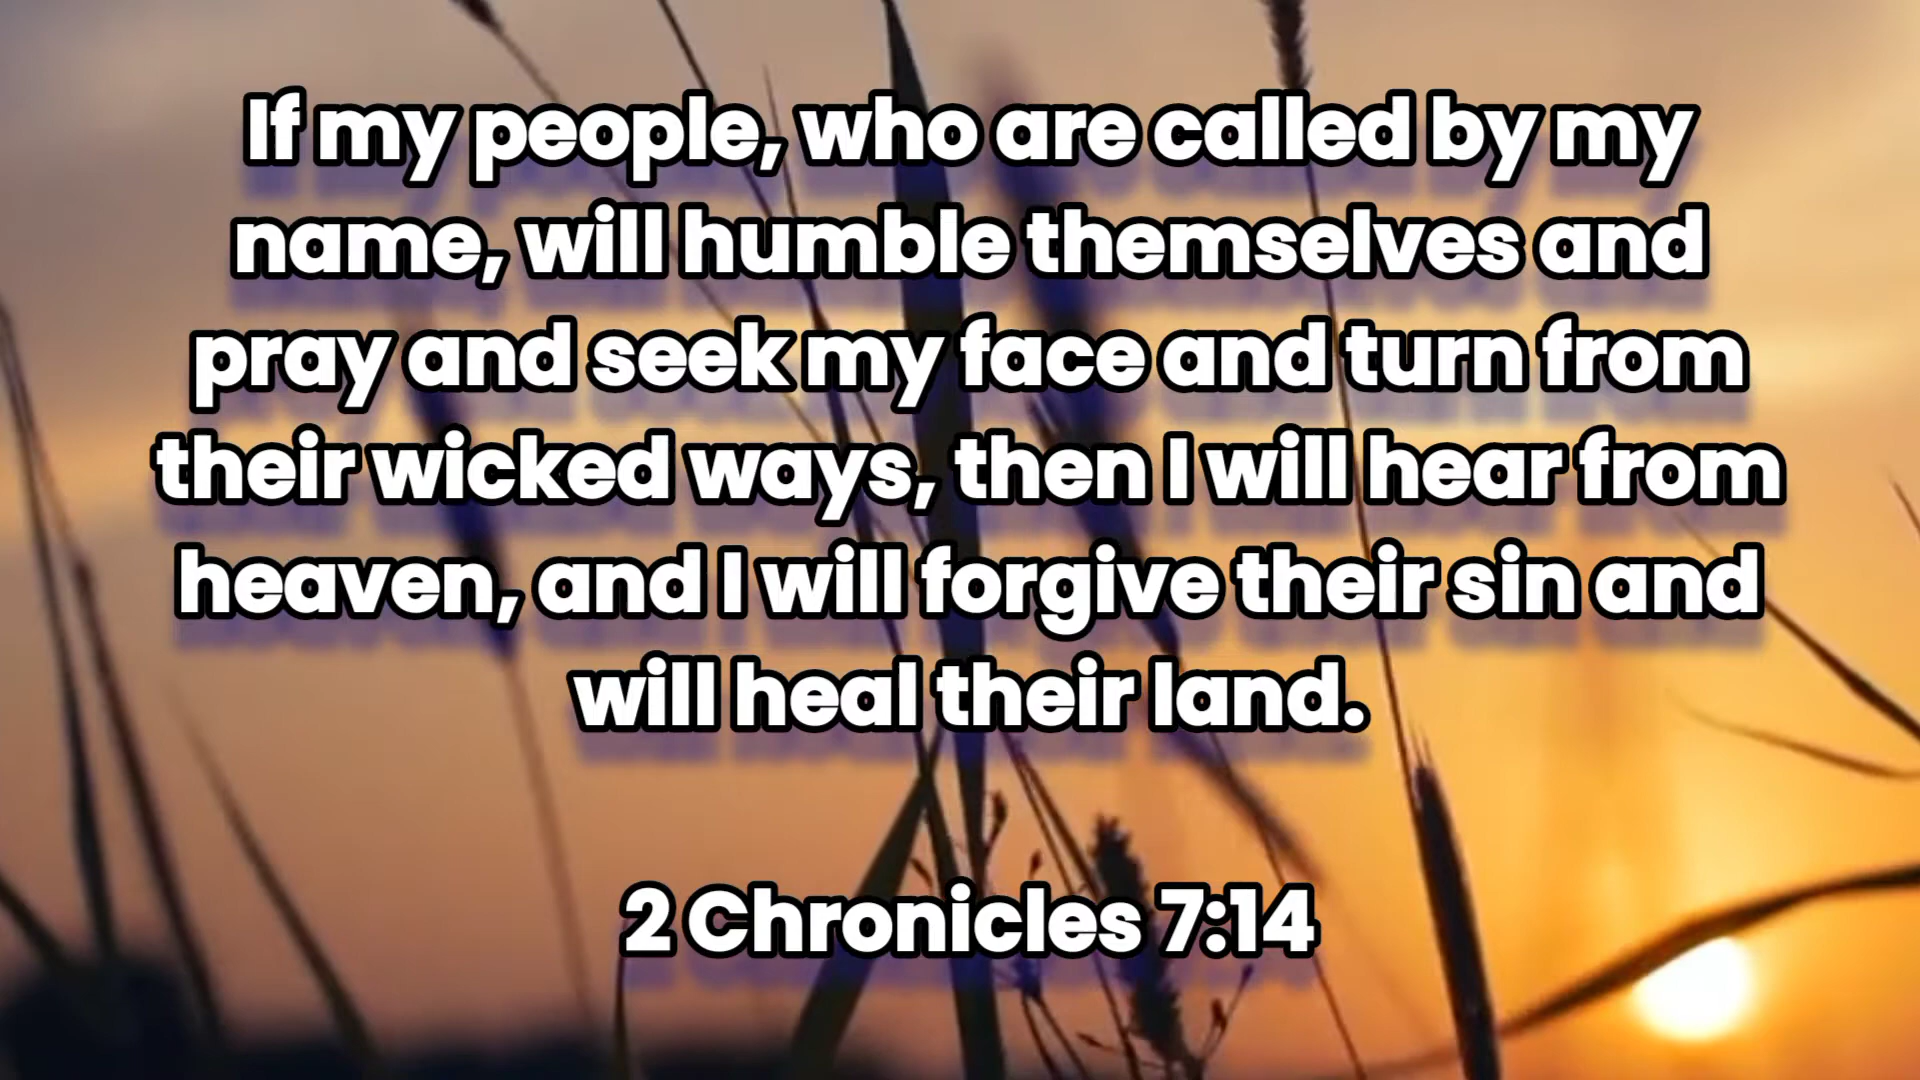 If my people, who are called by my
name, will humble themselves and
pray and seek my face and turn from
their wicked ways, then I will hear from
heaven, and I will forgive their sin and
will heal their land.
2 Chronicles 7:14